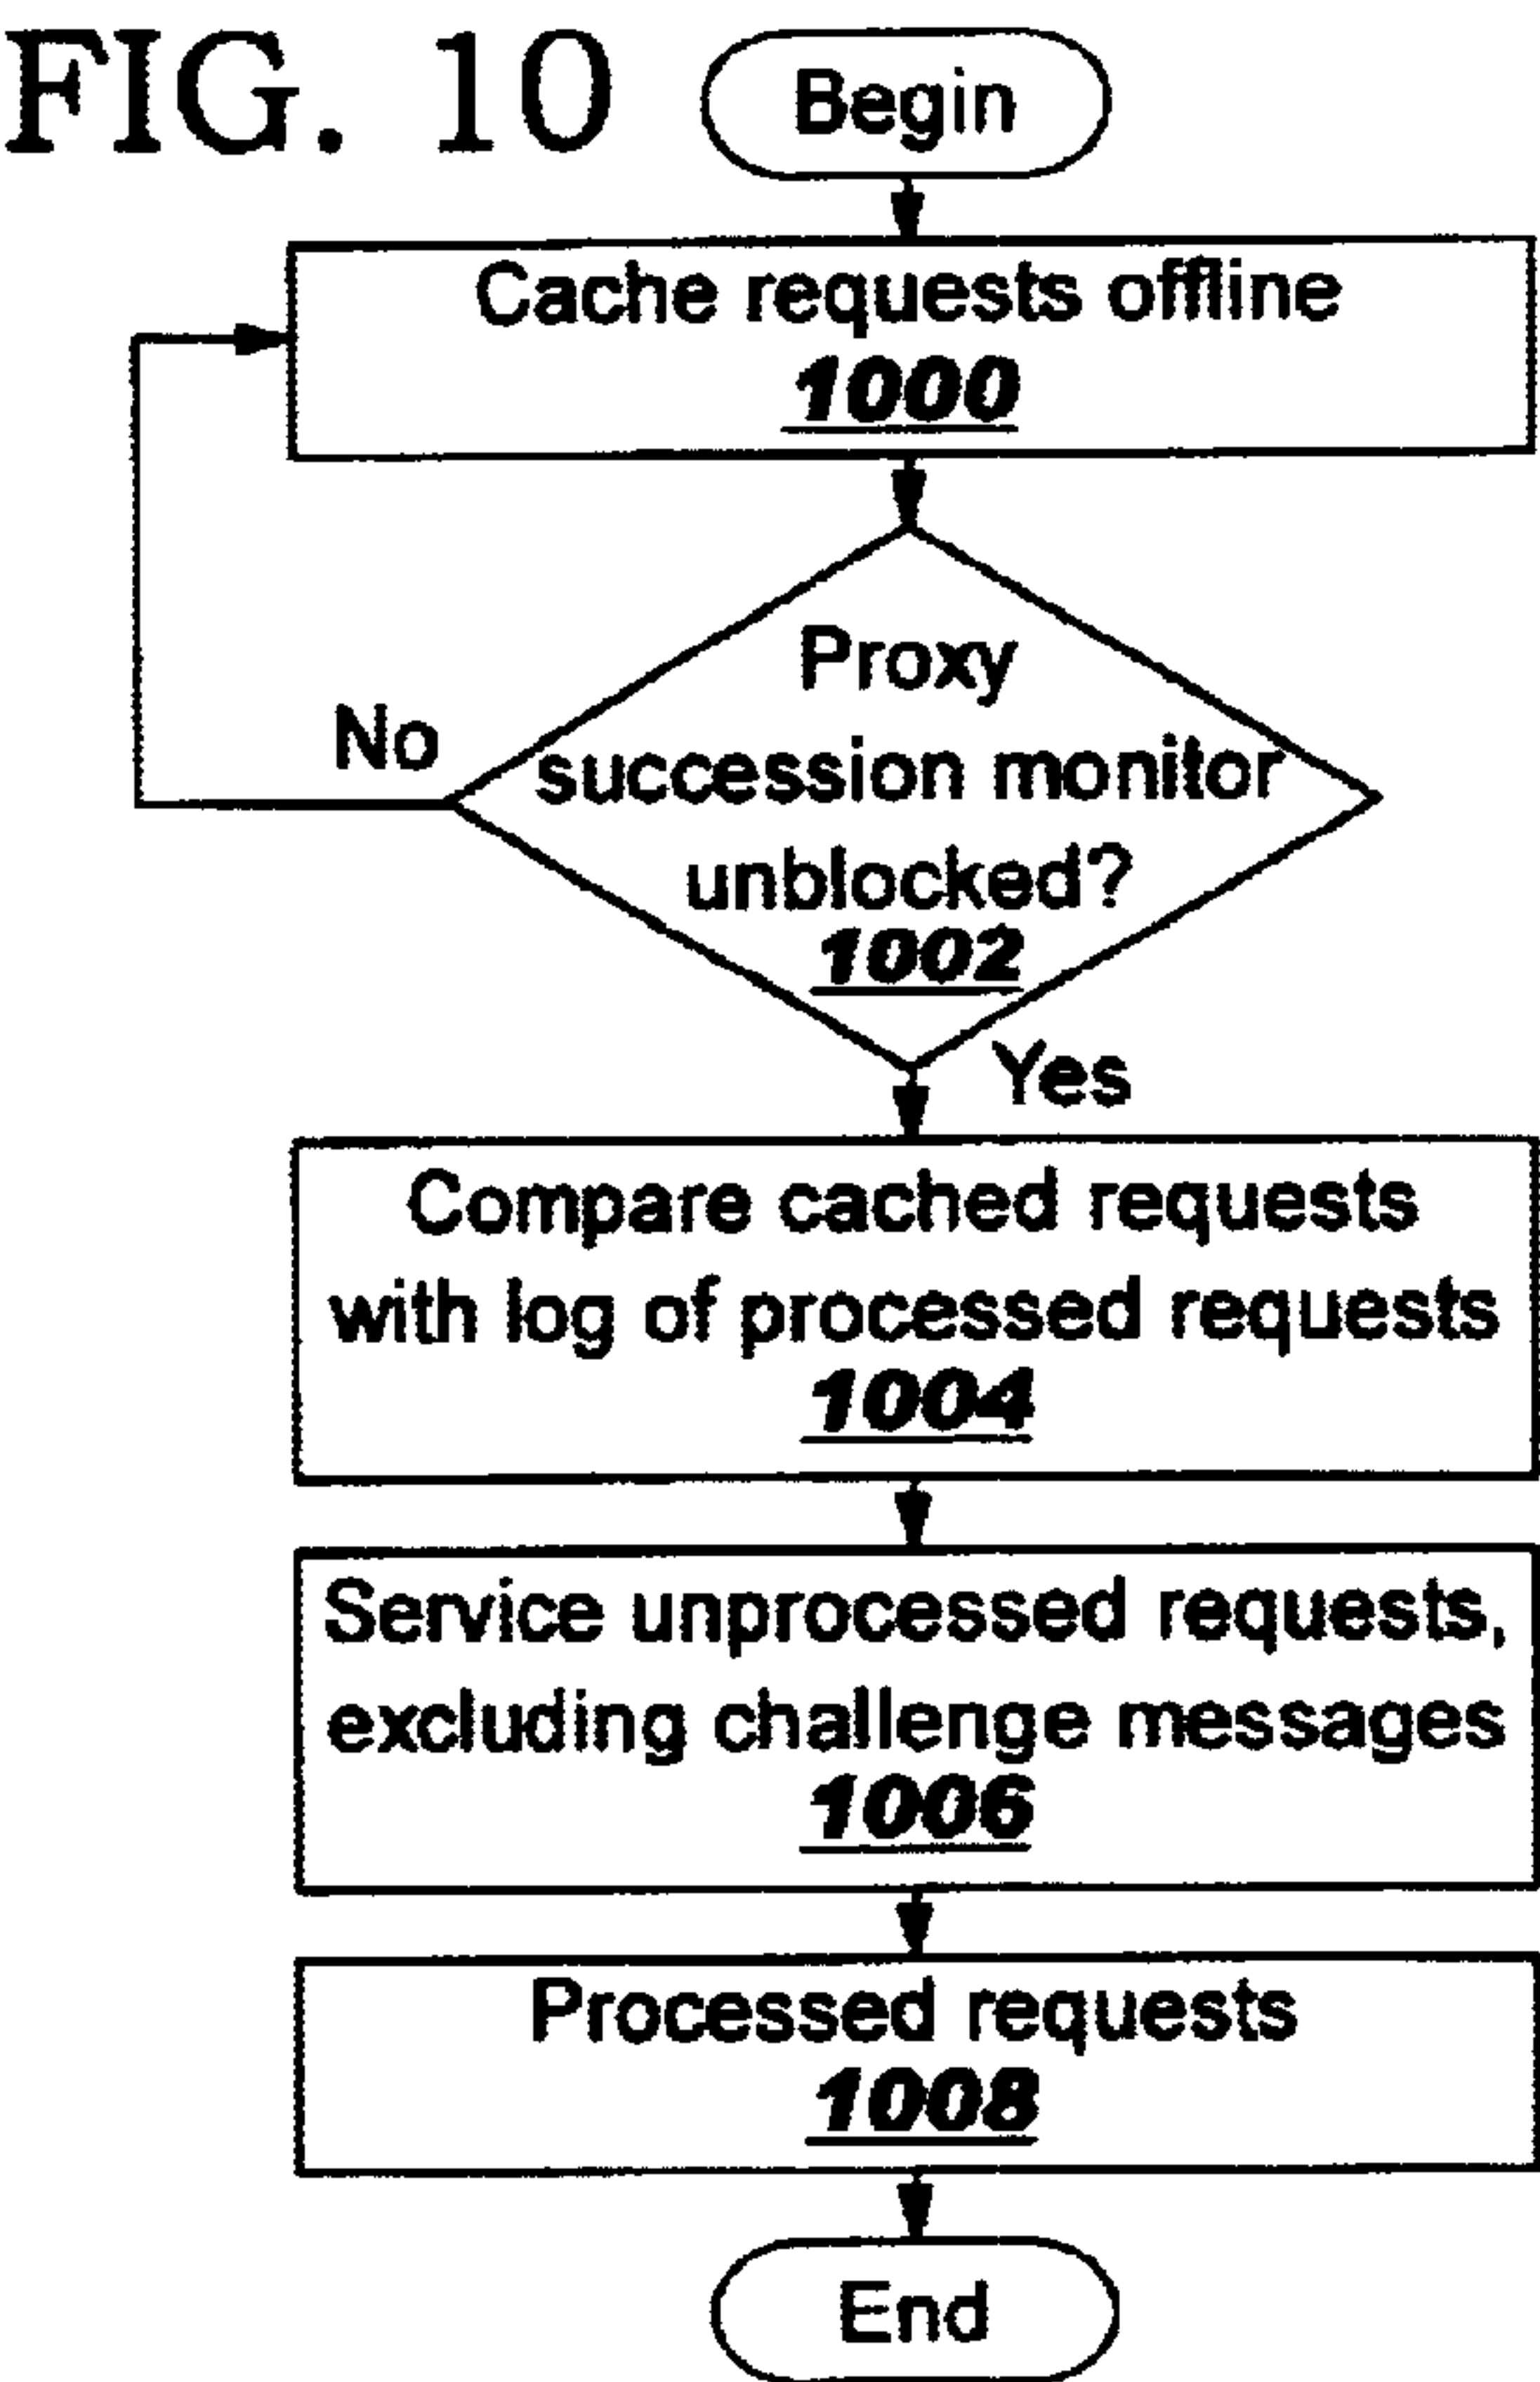 FIG. 10
Begin
Cache requests offline
1000
Proxy
succession monitor
unblocked?
1002
No
Yes
Compare cached requests
with log of processed requests
1004
Service unprocessed requests,
excluding challenge messages
1006
Processed requests
1008
End